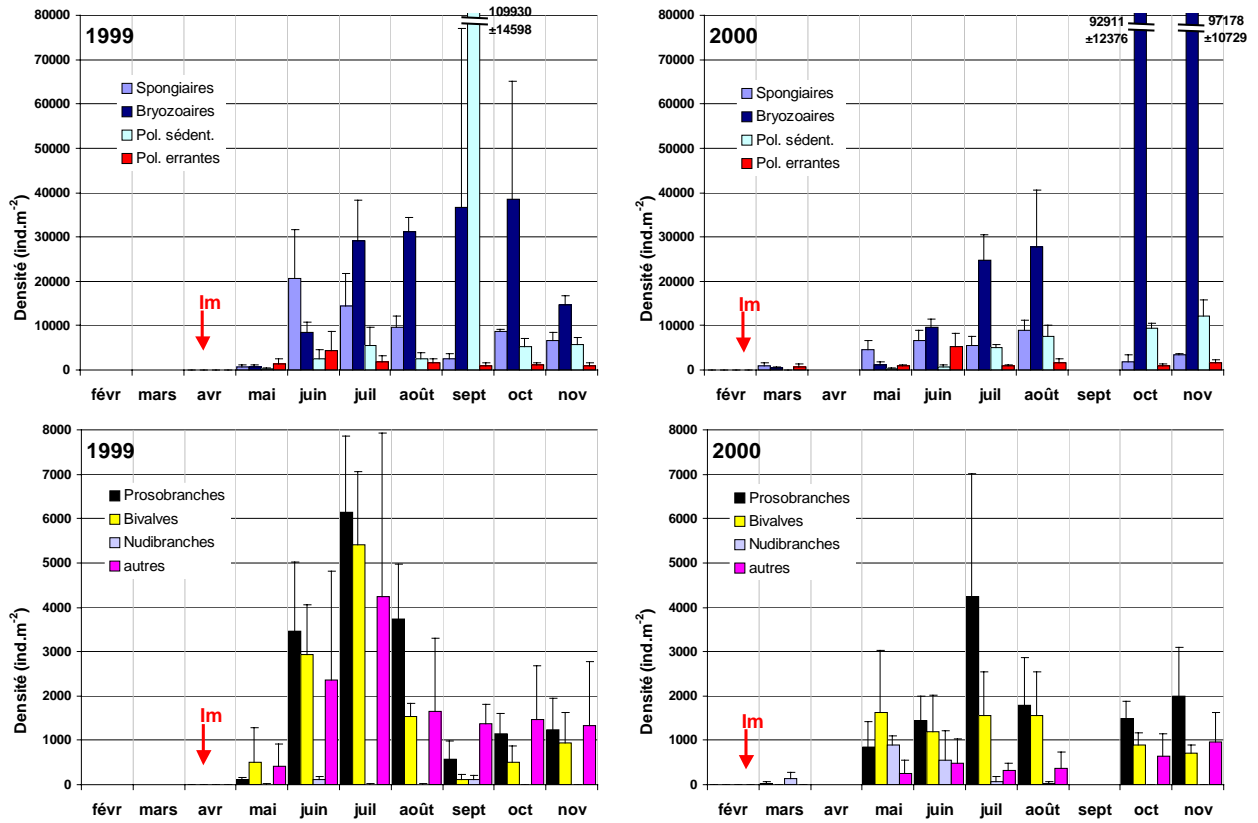 109930
±14598
1999
80000
70000
60000
50000
40000
30000
20000
10000
0
Densité (ind.m⁻²)
Spongiaires
Bryozoaires
Pol. sédent.
Pol. errantes
Im
févr mars avr mai juin juil août sept oct nov
92911
±12376
97178
±10729
2000
80000
70000
60000
50000
40000
30000
20000
10000
0
Densité (ind.m⁻²)
Spongiaires
Bryozoaires
Pol. sédent.
Pol. errantes
Im
févr mars avr mai juin juil août sept oct nov
1999
8000
7000
6000
5000
4000
3000
2000
1000
0
Densité (ind.m⁻²)
Prosobranches
Bivalves
Nudibranches
autres
Im
févr mars avr mai juin juil août sept oct nov
2000
8000
7000
6000
5000
4000
3000
2000
1000
0
Densité (ind.m⁻²)
Prosobranches
Bivalves
Nudibranches
autres
Im
févr mars avr mai juin juil août sept oct nov